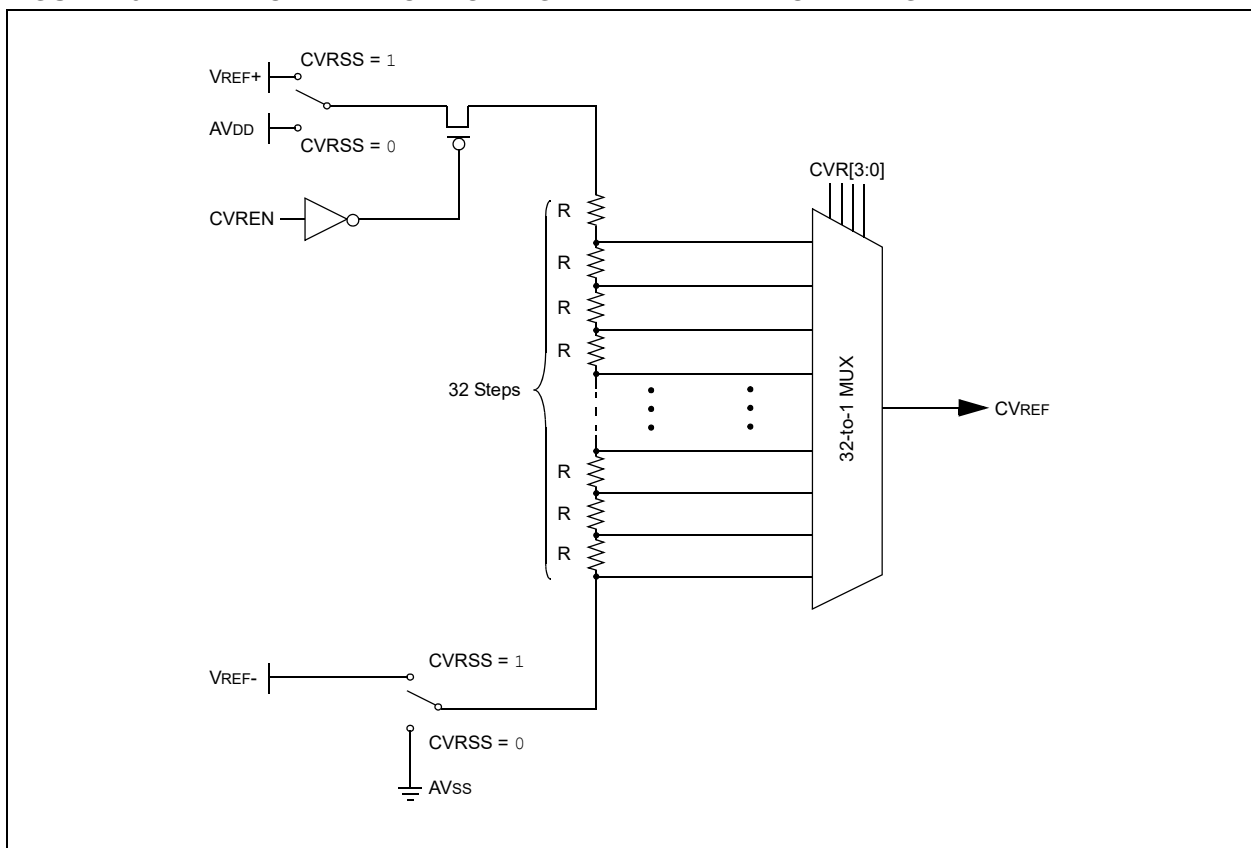 CVRSS = 1
VREF+
AVDD
CVRSS = 0
CVR[3:0]
CVREN
R
R
R
R
32 Steps
32-to-1 MUX
CVREF
R
R
R
CVRSS = 1
VREF-
CVRSS = 0
AVSS